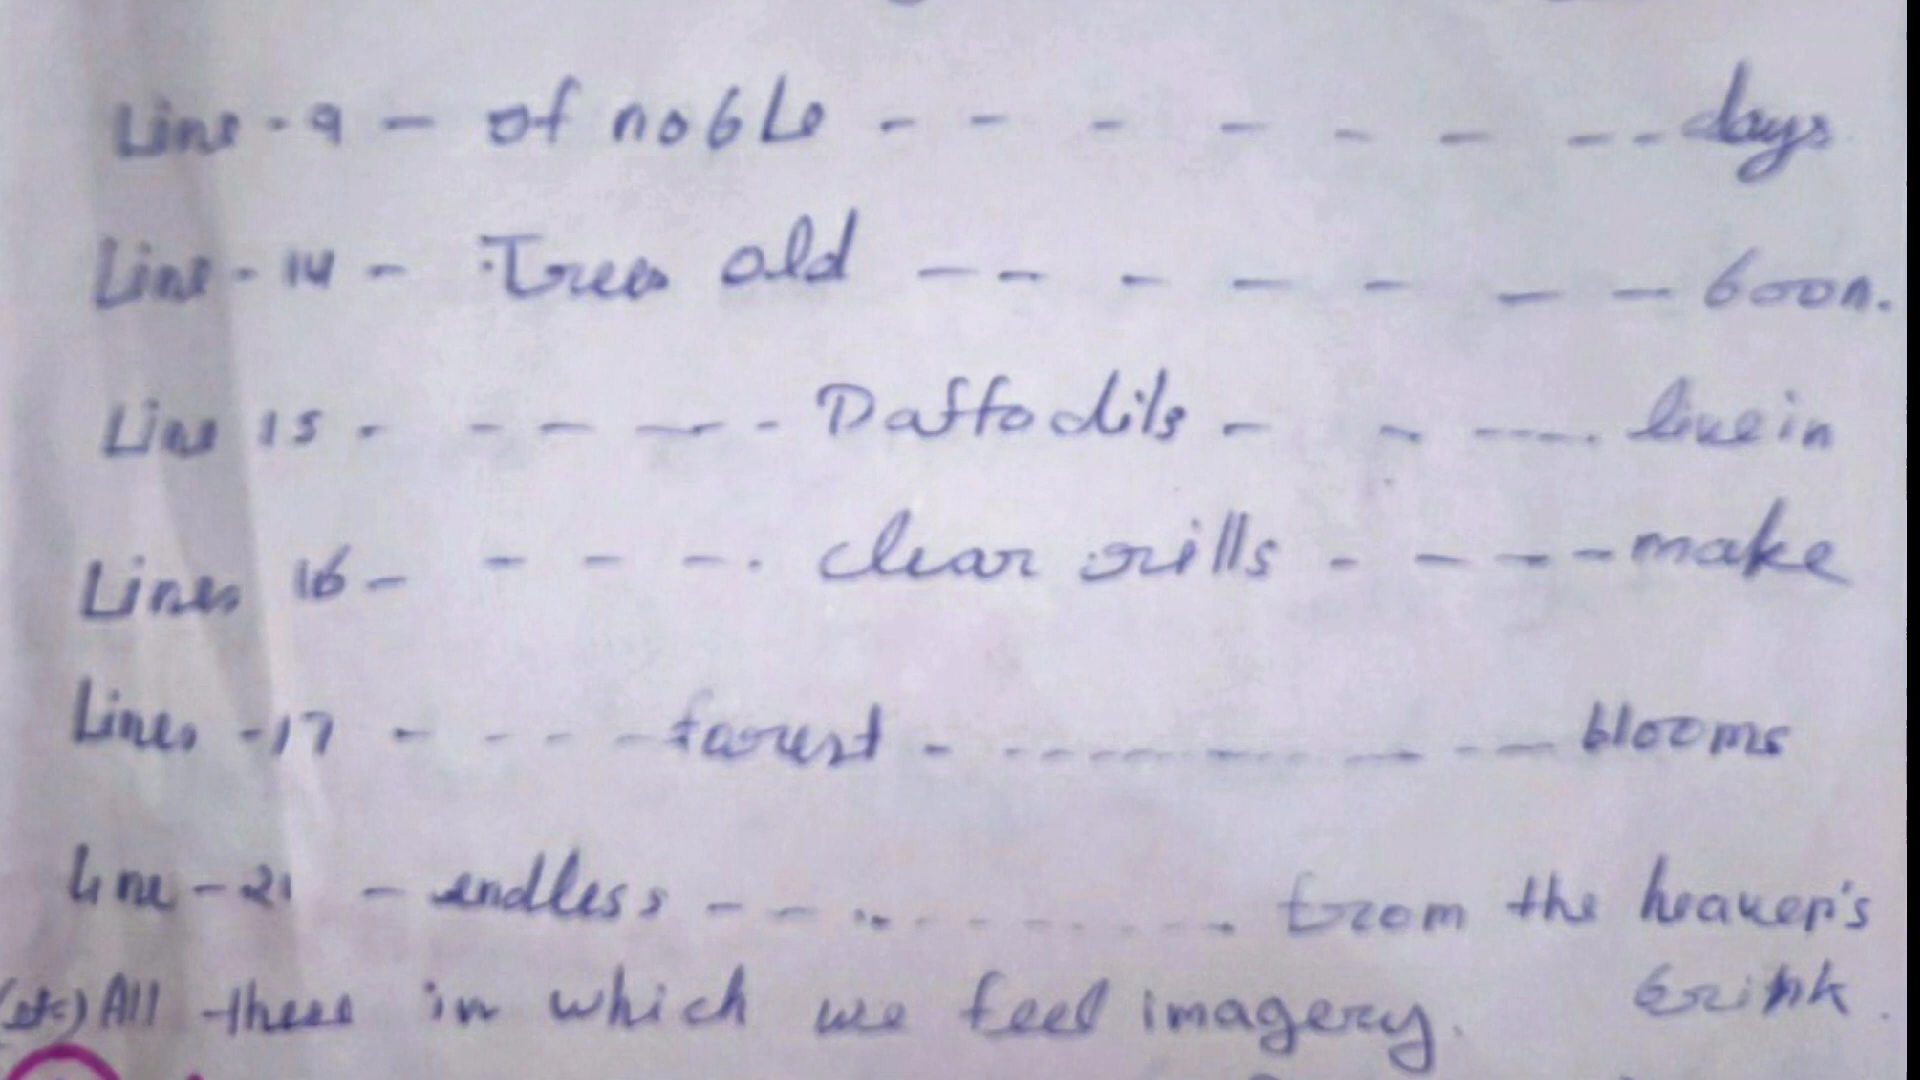 Line - 9 - of noble - - - - - - - - days
Line - 14 - Trees old - - - - - - - boon.
Line 15 - - - - - - Daffodils - - - - - live in
Lines 16 - - - - - clear rills - - - - make
Lines - 17 - - - - - forest - - - - - - - - blooms
Line - 21 - endless - - - - - - - - - from the heaven's
brink.
(etc) All these in which we feel imagery.